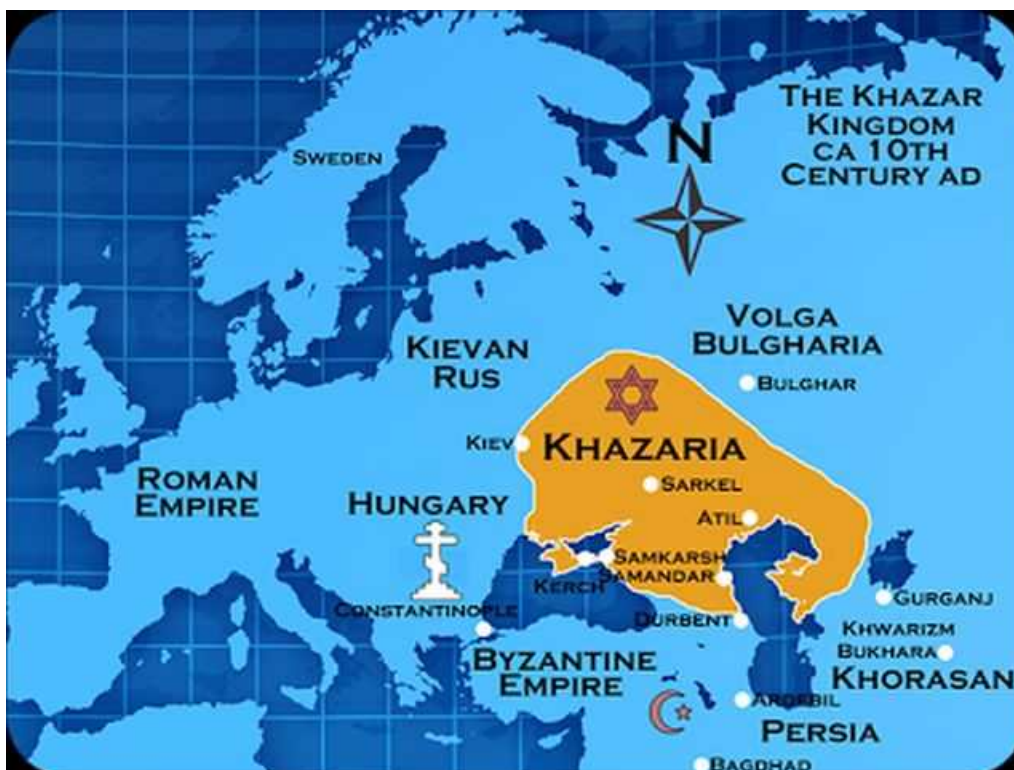 THE KHAZAR
KINGDOM
CA 10TH
CENTURY AD
N
SWEDEN
VOLGA
BULGHARIA
KIEVAN
RUS
BULGHAR
KIEV
KHAZARIA
ROMAN
EMPIRE
SARKEL
HUNGARY
ATIL
SAMKARSH
SAMANDAR
KERCH
GURGANJ
CONSTANTINOPLE
DURBENT
KHWARIZM
BUKHARA
BYZANTINE
EMPIRE
KHORASAN
ARDEBIL
PERSIA
BAGDHAD